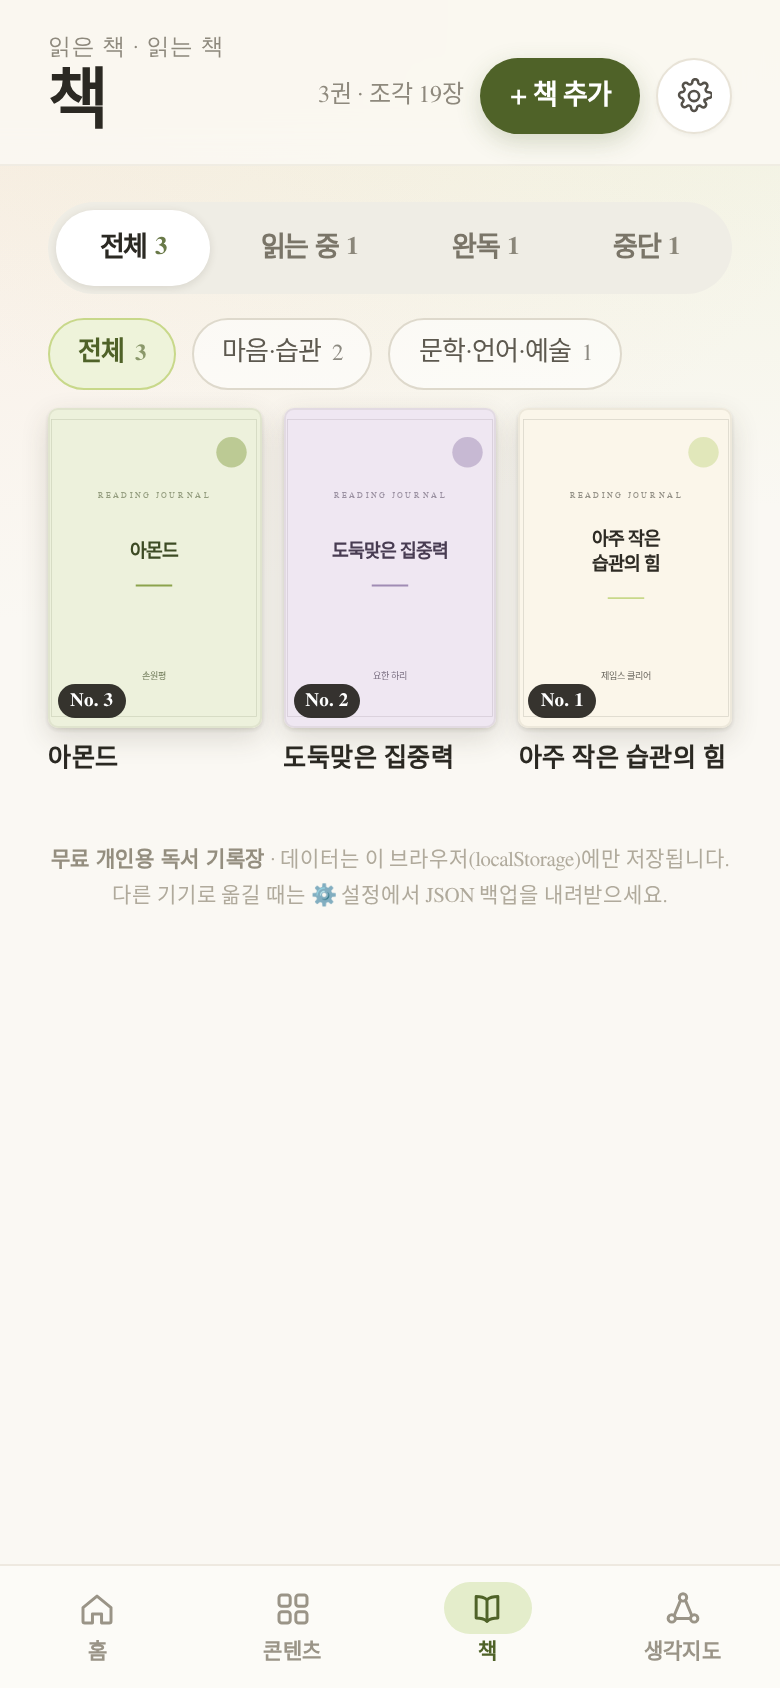 읽은 책 · 읽는 책
책
3권 · 조각 19장
+ 책 추가
전체 3
읽는 중 1
완독 1
중단 1
전체 3
마음·습관 2
문학·언어·예술 1
READING JOURNAL
아몬드
손원평
No. 3
아몬드
READING JOURNAL
도둑맞은 집중력
요한 하리
No. 2
도둑맞은 집중력
READING JOURNAL
아주 작은
습관의 힘
제임스 클리어
No. 1
아주 작은 습관의 힘
무료 개인용 독서 기록장 · 데이터는 이 브라우저(localStorage)에만 저장됩니다.
다른 기기로 옮길 때는 ⚙️ 설정에서 JSON 백업을 내려받으세요.
홈
콘텐츠
책
생각지도